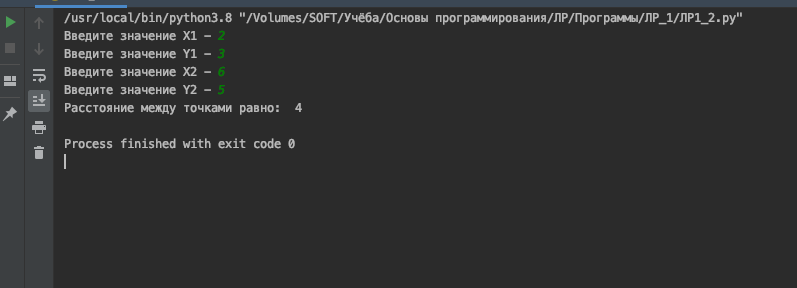 /usr/local/bin/python3.8 "/Volumes/SOFT/Учёба/Основы программирования/ЛР/Программы/ЛР_1/ЛР1_2.py"
Введите значение X1 - 2
Введите значение Y1 - 3
Введите значение X2 - 6
Введите значение Y2 - 5
Расстояние между точками равно:  4
Process finished with exit code 0